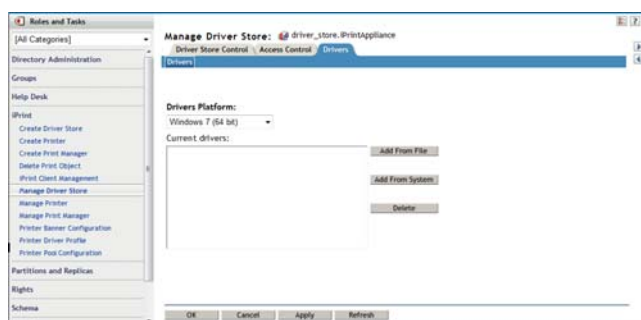 Roles and Tasks
[All Categories]
Directory Administration
Groups
Help Desk
iPrint
Create Driver Store
Create Printer
Create Print Manager
Delete Print Object
iPrint Client Management
Manage Driver Store
Manage Printer
Manage Print Manager
Printer Banner Configuration
Printer Driver Profile
Printer Pool Configuration
Partitions and Replicas
Rights
Schema
Manage Driver Store: driver_store.iPrintAppliance
Driver Store Control Access Control Drivers
Drivers
Drivers Platform:
Windows 7 (64 bit)
Current drivers:
Add From File
Add From System
Delete
OK Cancel Apply Refresh